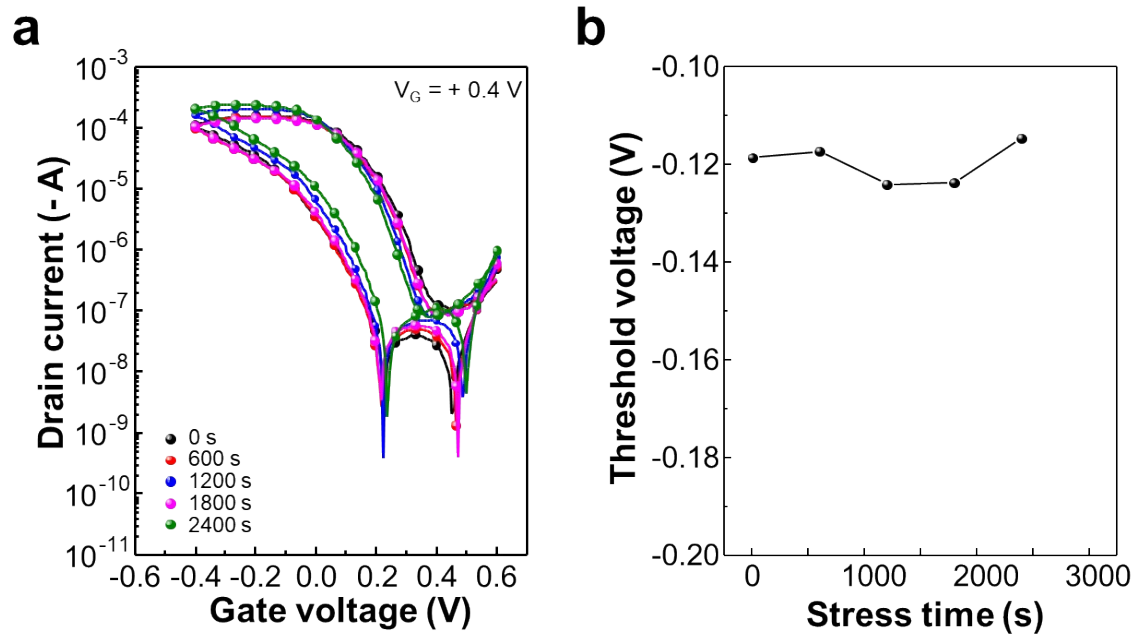 a
V_G = + 0.4 V
Drain current (- A)
10⁻³
10⁻⁴
10⁻⁵
10⁻⁶
10⁻⁷
10⁻⁸
10⁻⁹
10⁻¹⁰
10⁻¹¹
0 s
600 s
1200 s
1800 s
2400 s
-0.6 -0.4 -0.2 0.0 0.2 0.4 0.6
Gate voltage (V)
b
Threshold voltage (V)
-0.10
-0.12
-0.14
-0.16
-0.18
-0.20
0 1000 2000 3000
Stress time (s)